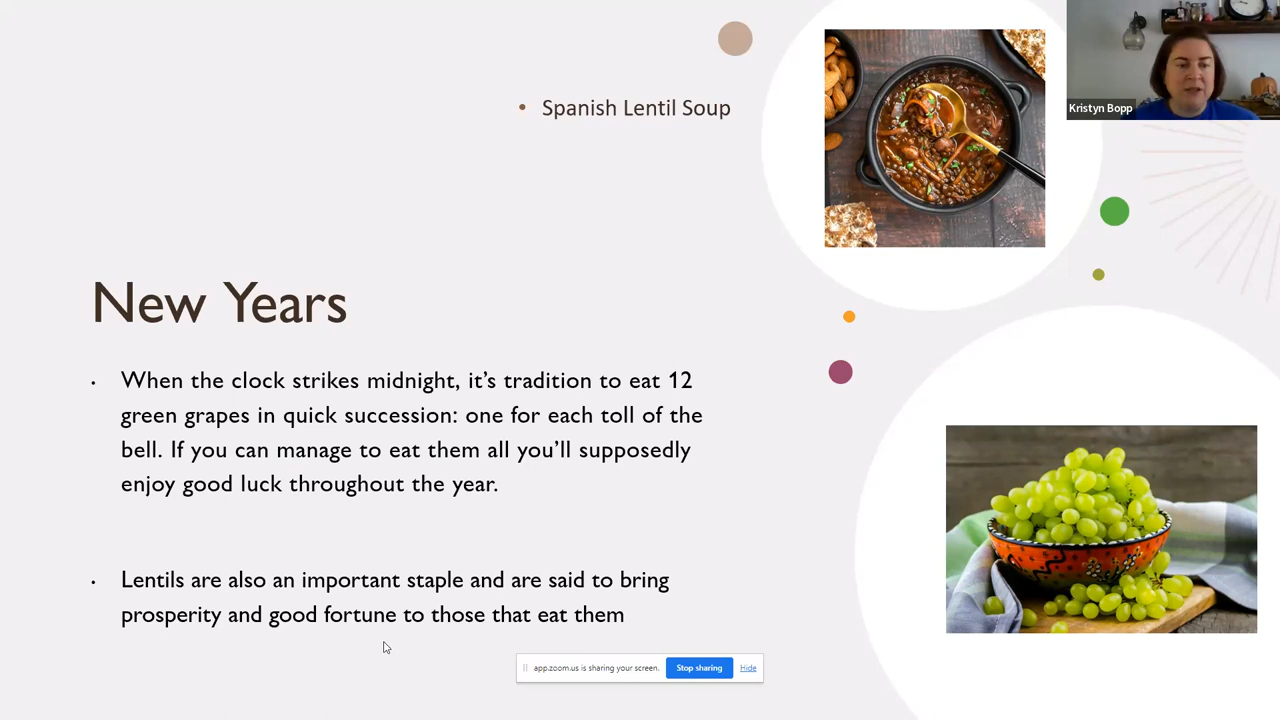 Kristyn Bopp
• Spanish Lentil Soup
New Years
• When the clock strikes midnight, it's tradition to eat 12
green grapes in quick succession: one for each toll of the
bell. If you can manage to eat them all you'll supposedly
enjoy good luck throughout the year.
• Lentils are also an important staple and are said to bring
prosperity and good fortune to those that eat them
app.zoom.us is sharing your screen. Stop sharing Hide